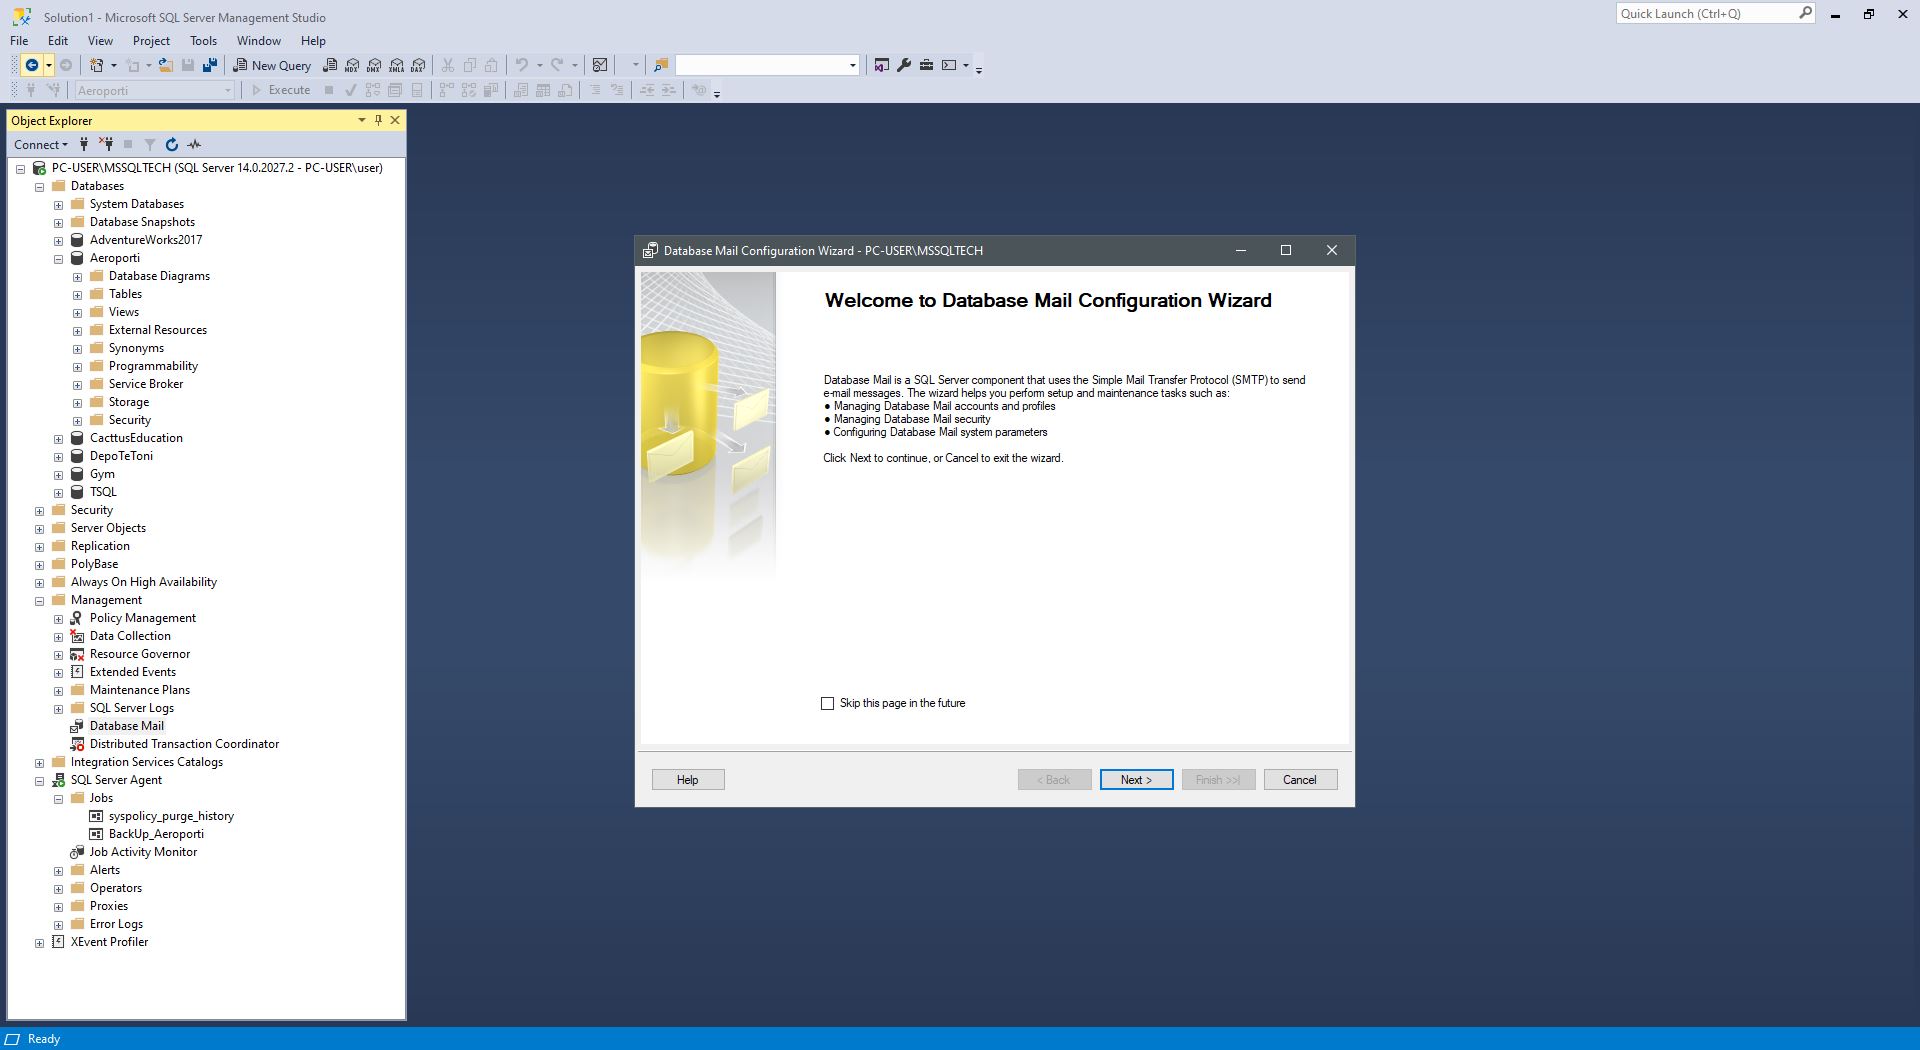 Solution1 - Microsoft SQL Server Management Studio
Quick Launch (Ctrl+Q)
File Edit View Project Tools Window Help
New Query MDX DMX XMLA DAX
Aeroporti Execute
Object Explorer
Connect
PC-USER\MSSQLTECH (SQL Server 14.0.2027.2 - PC-USER\user)
Databases
System Databases
Database Snapshots
AdventureWorks2017
Aeroporti
Database Diagrams
Tables
Views
External Resources
Synonyms
Programmability
Service Broker
Storage
Security
CacttusEducation
DepoTeToni
Gym
TSQL
Security
Server Objects
Replication
PolyBase
Always On High Availability
Management
Policy Management
Data Collection
Resource Governor
Extended Events
Maintenance Plans
SQL Server Logs
Database Mail
Distributed Transaction Coordinator
Integration Services Catalogs
SQL Server Agent
Jobs
syspolicy_purge_history
BackUp_Aeroporti
Job Activity Monitor
Alerts
Operators
Proxies
Error Logs
XEvent Profiler
Database Mail Configuration Wizard - PC-USER\MSSQLTECH
Welcome to Database Mail Configuration Wizard
Database Mail is a SQL Server component that uses the Simple Mail Transfer Protocol (SMTP) to send
e-mail messages. The wizard helps you perform setup and maintenance tasks such as:
● Managing Database Mail accounts and profiles
● Managing Database Mail security
● Configuring Database Mail system parameters
Click Next to continue, or Cancel to exit the wizard.
Skip this page in the future
Help < Back Next > Finish >>| Cancel
Ready